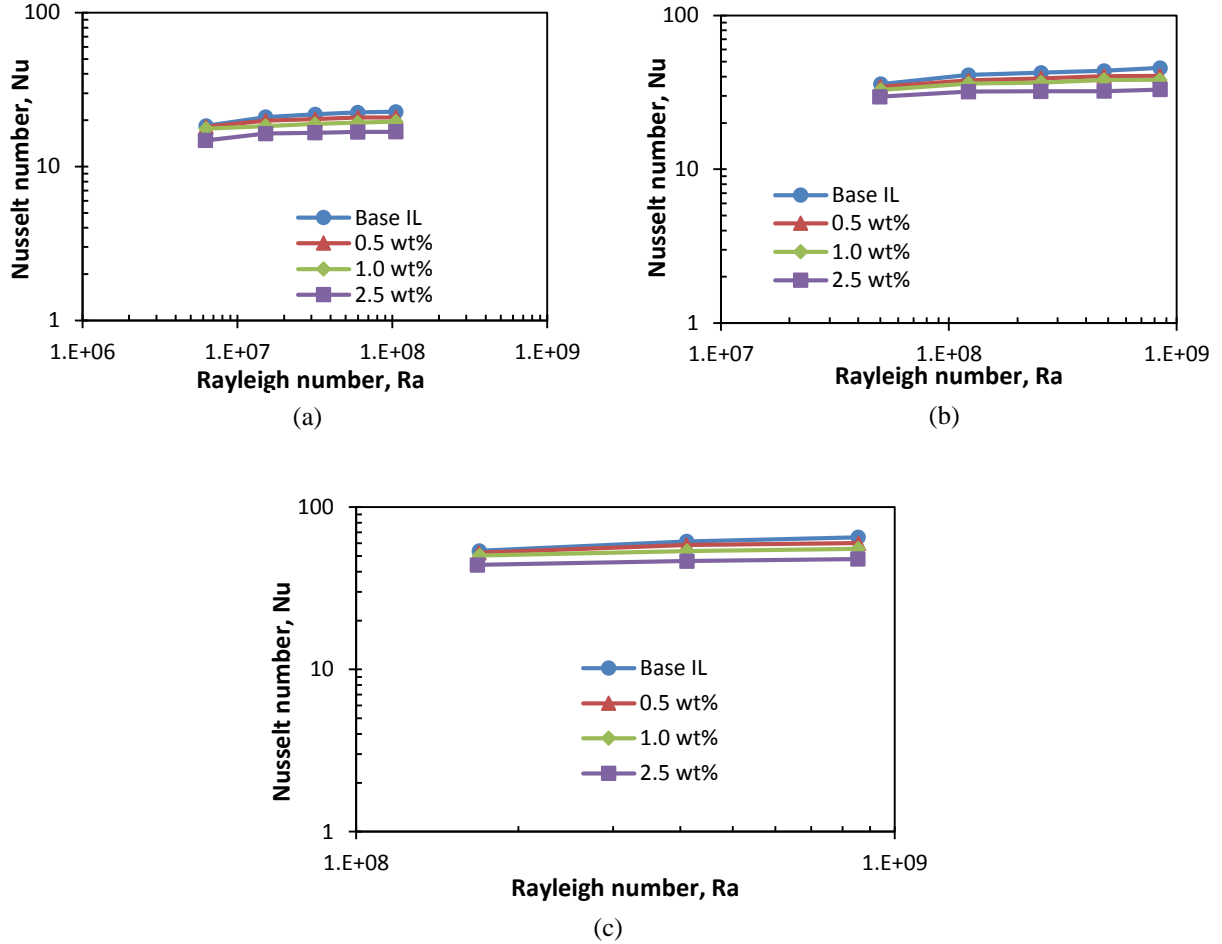 100
10
1
Nusselt number, Nu
Base IL
0.5 wt%
1.0 wt%
2.5 wt%
1.E+06
1.E+07
1.E+08
1.E+09
Rayleigh number, Ra
(a)
100
10
1
Nusselt number, Nu
Base IL
0.5 wt%
1.0 wt%
2.5 wt%
1.E+07
1.E+08
1.E+09
Rayleigh number, Ra
(b)
100
10
1
Nusselt number, Nu
Base IL
0.5 wt%
1.0 wt%
2.5 wt%
1.E+08
1.E+09
Rayleigh number, Ra
(c)